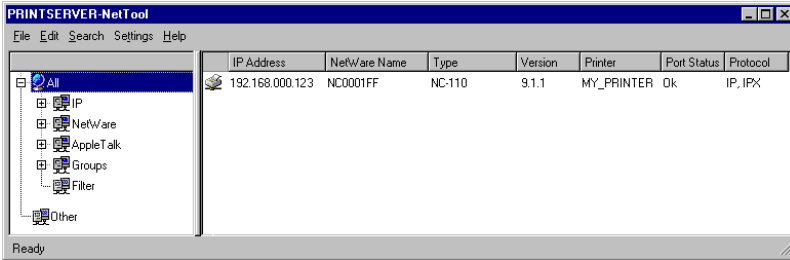 PRINTSERVER-NetTool
File Edit Search Settings Help
IP Address NetWare Name Type Version Printer Port Status Protocol
All 192.168.000.123 NC0001FF NC-110 9.1.1 MY_PRINTER Ok IP, IPX
IP
NetWare
AppleTalk
Groups
Filter
Other
Ready